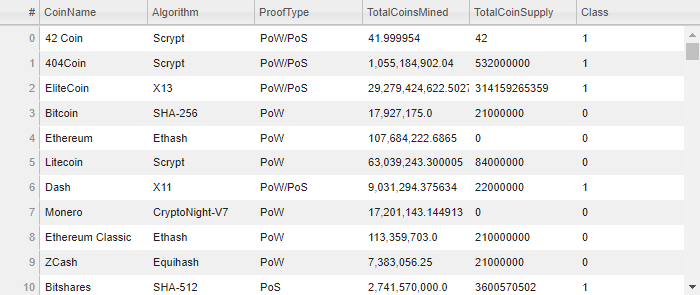 # CoinName Algorithm ProofType TotalCoinsMined TotalCoinSupply Class
0 42 Coin Scrypt PoW/PoS 41.999954 42 1
1 404Coin Scrypt PoW/PoS 1,055,184,902.04 532000000 1
2 EliteCoin X13 PoW/PoS 29,279,424,622.5027 314159265359 1
3 Bitcoin SHA-256 PoW 17,927,175.0 21000000 0
4 Ethereum Ethash PoW 107,684,222.6865 0 0
5 Litecoin Scrypt PoW 63,039,243.300005 84000000 0
6 Dash X11 PoW/PoS 9,031,294.375634 22000000 1
7 Monero CryptoNight-V7 PoW 17,201,143.144913 0 0
8 Ethereum Classic Ethash PoW 113,359,703.0 210000000 0
9 ZCash Equihash PoW 7,383,056.25 21000000 0
10 Bitshares SHA-512 PoS 2,741,570,000.0 3600570502 1